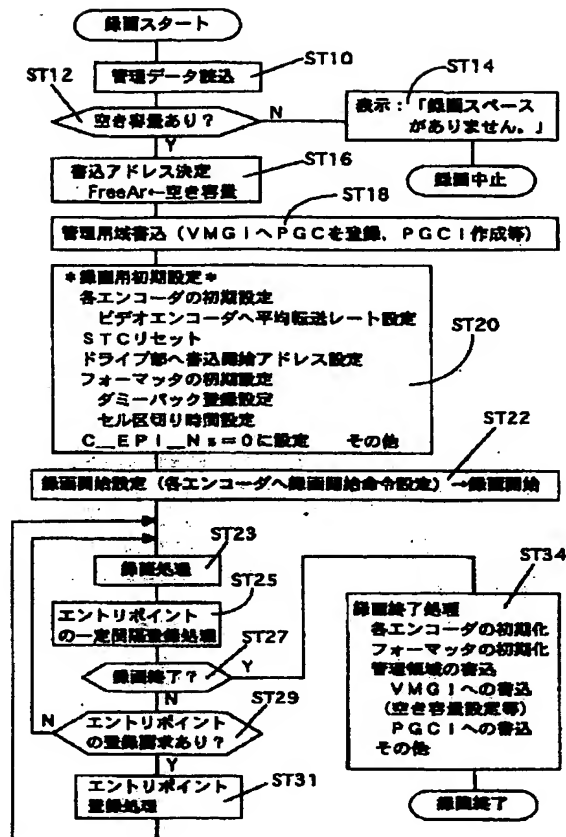 録画スタート
ST10
管理データ読込
ST12
空き容量あり?
N
Y
ST14
表示:「録画スペース
がありません。」
録画中止
ST16
書込アドレス決定
FreeAr←空き容量
ST18
管理用域書込(VMGIへPGCを登録、PGCI作成等)
*録画用初期設定*
各エンコーダの初期設定
ビデオエンコーダへ平均転送レート設定
STCリセット
ドライブ部へ書込開始アドレス設定
フォーマッタの初期設定
ダミーパック登録設定
セル区切り時間設定
C_EPI_Ns=0に設定 その他
ST20
ST22
録画開始設定(各エンコーダへ録画開始命令設定)→録画開始
ST23
録画処理
ST25
エントリポイント
の一定間隔登録処理
ST27
録画終了?
Y
N
ST29
エントリポイント
の登録要求あり?
N
Y
ST31
エントリポイント
登録処理
ST34
録画終了処理
各エンコーダの初期化
フォーマッタの初期化
管理領域の書込
VMGIへの書込
(空き容量設定等)
PGCIへの書込
その他
録画終了